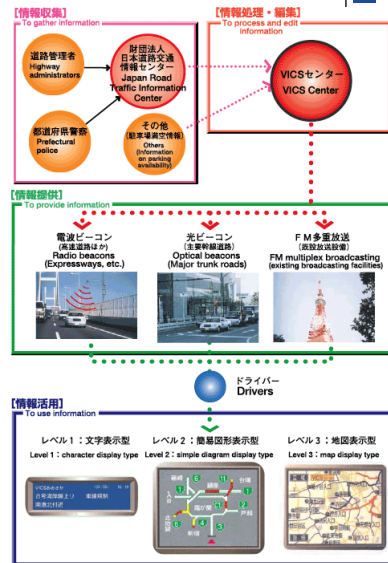 【情報収集】
To gather information
道路管理者
Highway
administrators
都道府県警察
Prefectural
police
財団法人
日本道路交通
情報センター
Japan Road
Traffic Information
Center
その他
(駐車場満空情報)
Others
(Information
on parking
availability)
【情報処理・編集】
To process and edit
information
VICSセンター
VICS Center
【情報提供】
To provide information
電波ビーコン
(高速道路ほか)
Radio beacons
(Expressways, etc.)
光ビーコン
(主要幹線道路)
Optical beacons
(Major trunk roads)
FM多重放送
(既設放送設備)
FM multiplex broadcasting
(existing broadcasting facilities)
ドライバー
Drivers
【情報活用】
To use information
レベル1:文字表示型
Level 1 : character display type
レベル2:簡易図形表示型
Level 2 : simple diagram display type
レベル3:地図表示型
Level 3 : map display type